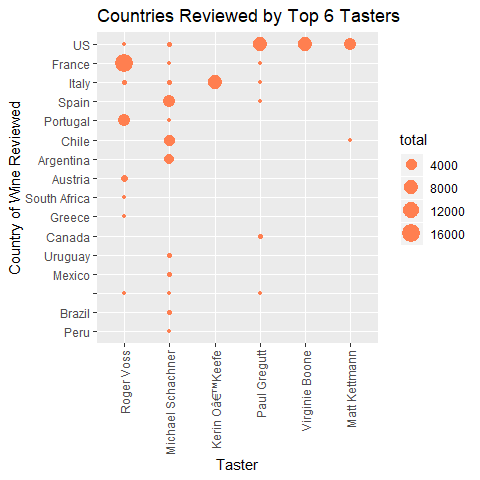 Countries Reviewed by Top 6 Tasters
Country of Wine Reviewed
US
France
Italy
Spain
Portugal
Chile
Argentina
Austria
South Africa
Greece
Canada
Uruguay
Mexico
Brazil
Peru
Roger Voss
Michael Schachner
Kerin Oâ€™Keefe
Paul Gregutt
Virginie Boone
Matt Kettmann
Taster
total
4000
8000
12000
16000